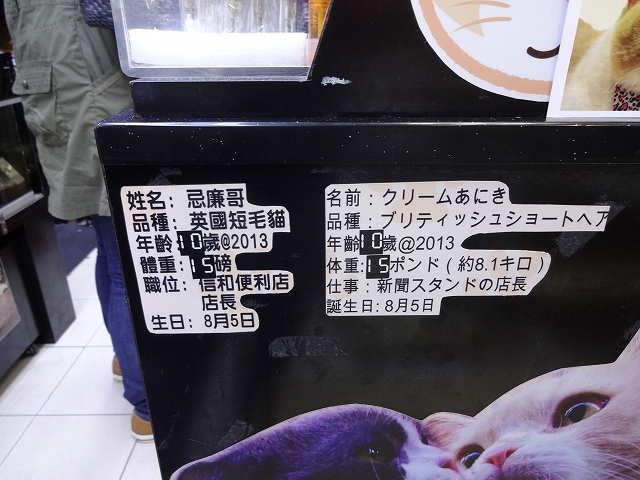 姓名: 忌廉哥
品種: 英國短毛貓
年齡:10歲@2013
體重:15磅
職位: 信和便利店
店長
生日: 8月5日
名前：クリームあにき
品種：ブリティッシュショートヘア
年齡10歳@2013
体重:15ポンド（約8.1キロ）
仕事：新聞スタンドの店長
誕生日: 8月5日